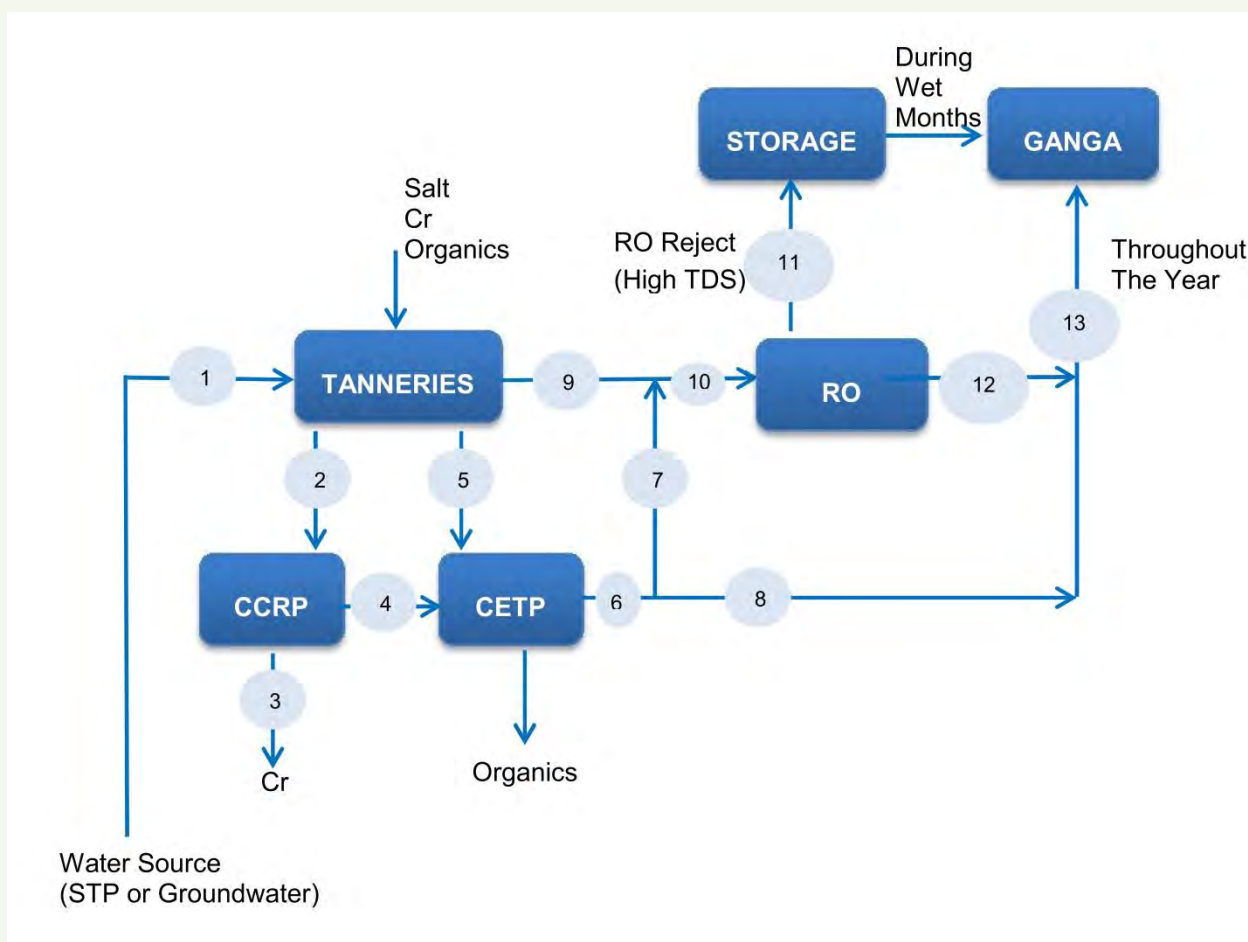 During
Wet
Months
STORAGE
GANGA
Salt
Cr
Organics
RO Reject
(High TDS)
11
Throughout
The Year
13
1
TANNERIES
9
10
RO
12
2
5
7
CCRP
4
CETP
6
8
3
Cr
Organics
Water Source
(STP or Groundwater)